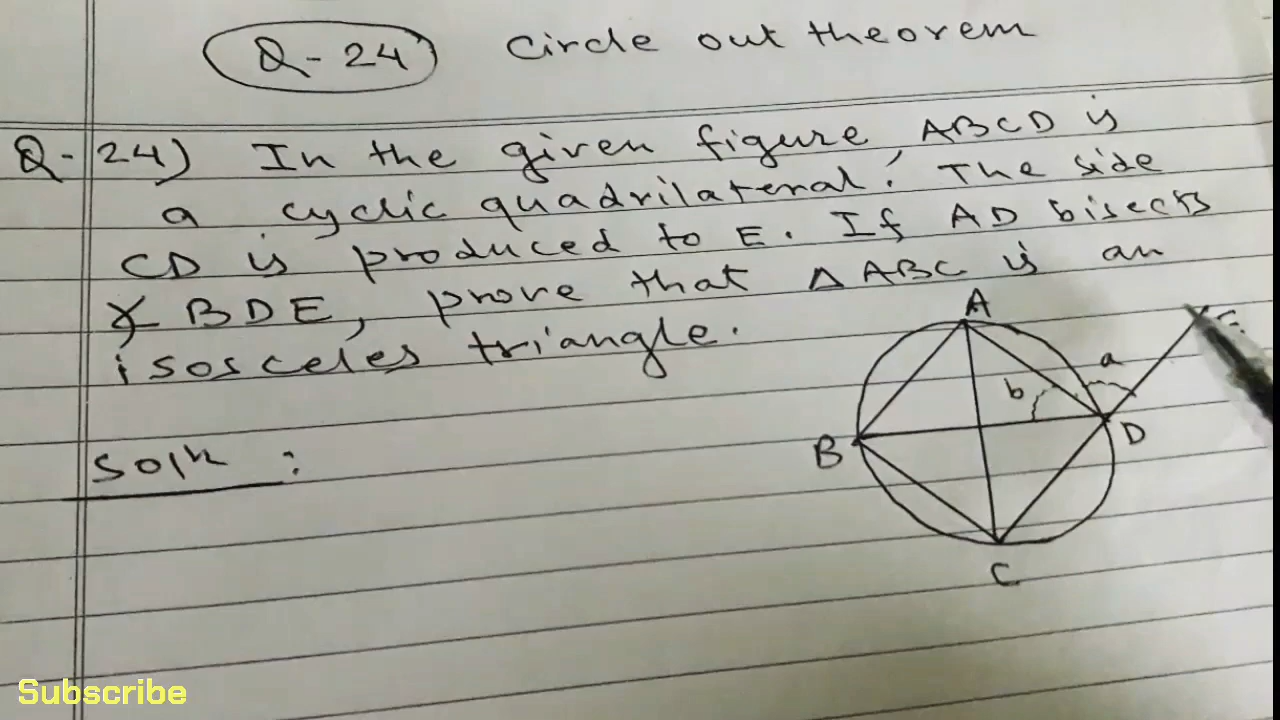 Q-24 Circle out theorem
Q-24) In the given figure, ABCD is
a cyclic quadrilateral. The side
CD is produced to E. If AD bisects
∠BDE, prove that △ABC is an
isosceles triangle.
A
a
b
B
D
C
Soln :
Subscribe